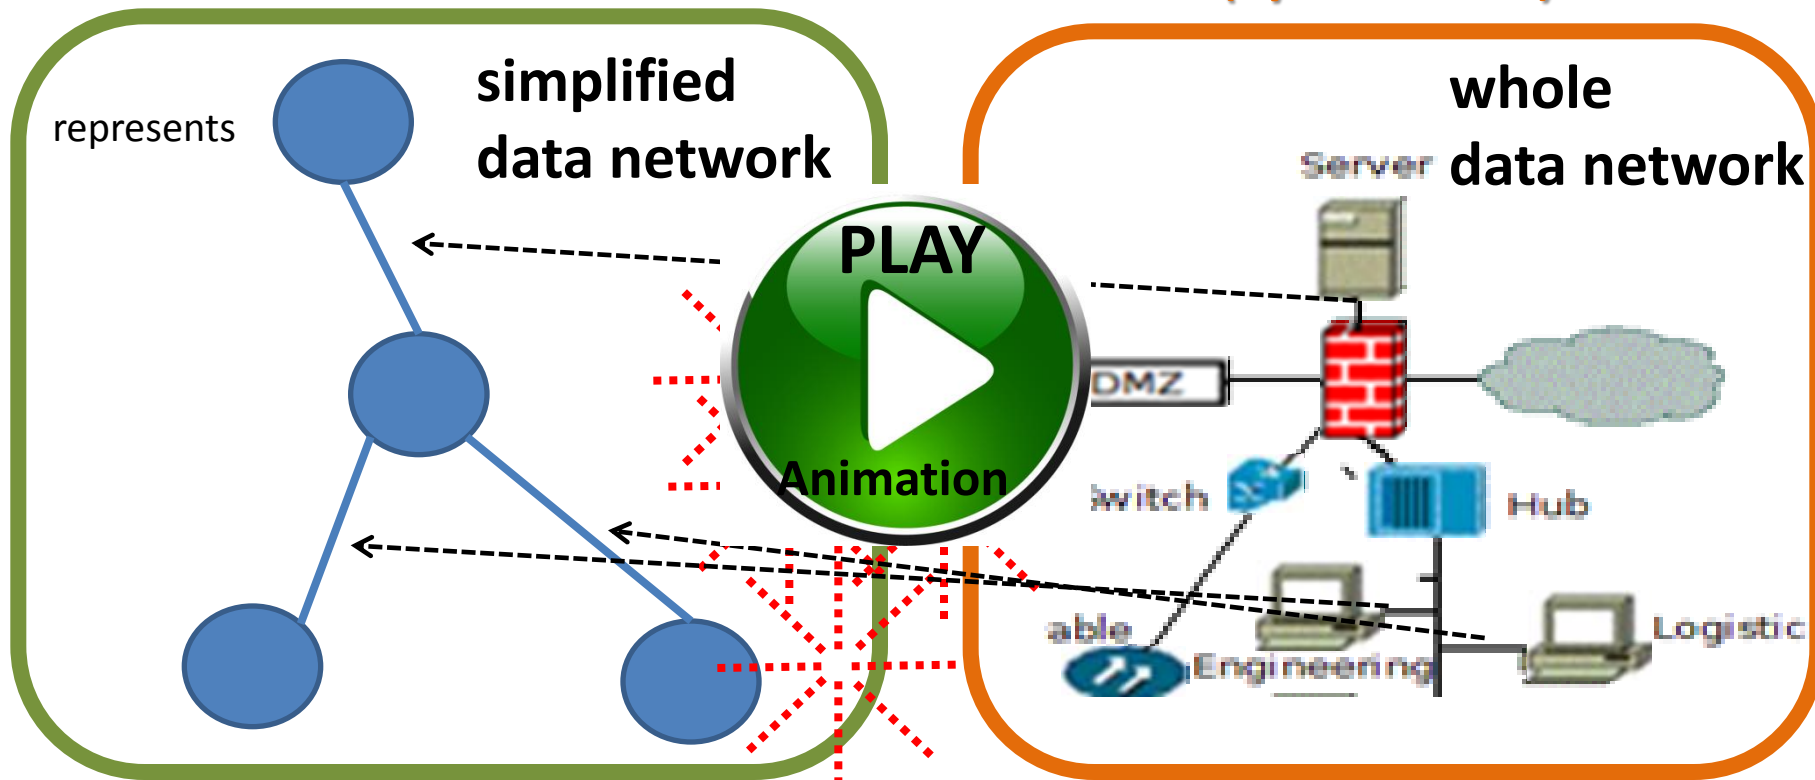 simplified
data network
represents
PLAY
Animation
whole
data network
Server
DMZ
witch
Hub
able
Engineering
Logistic